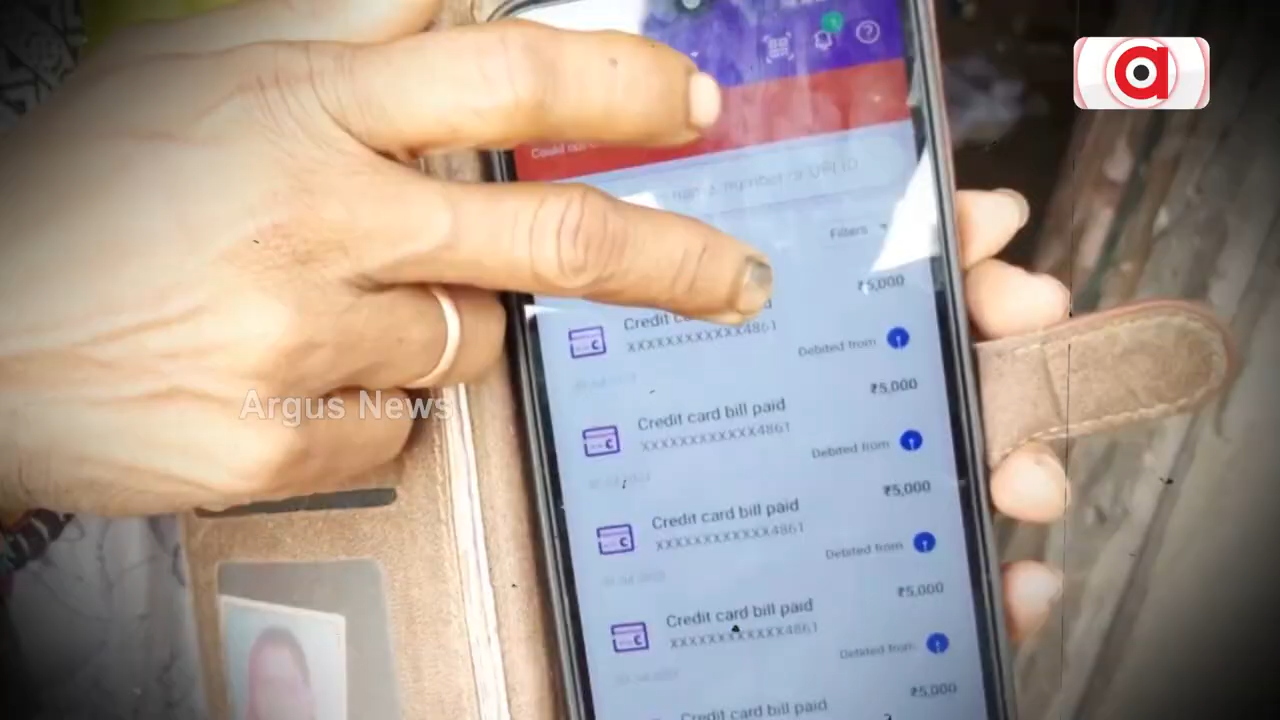 a
Filters
₹5,000
XXXXXXXXXXXX4861
Debited from
₹5,000
Credit card bill paid
XXXXXXXXXXXX4861
Debited from
₹5,000
Credit card bill paid
XXXXXXXXXXXX4861
Debited from
₹5,000
Credit card bill paid
XXXXXXXXXXXX4861
Debited from
₹5,000
Credit card bill paid
Argus News